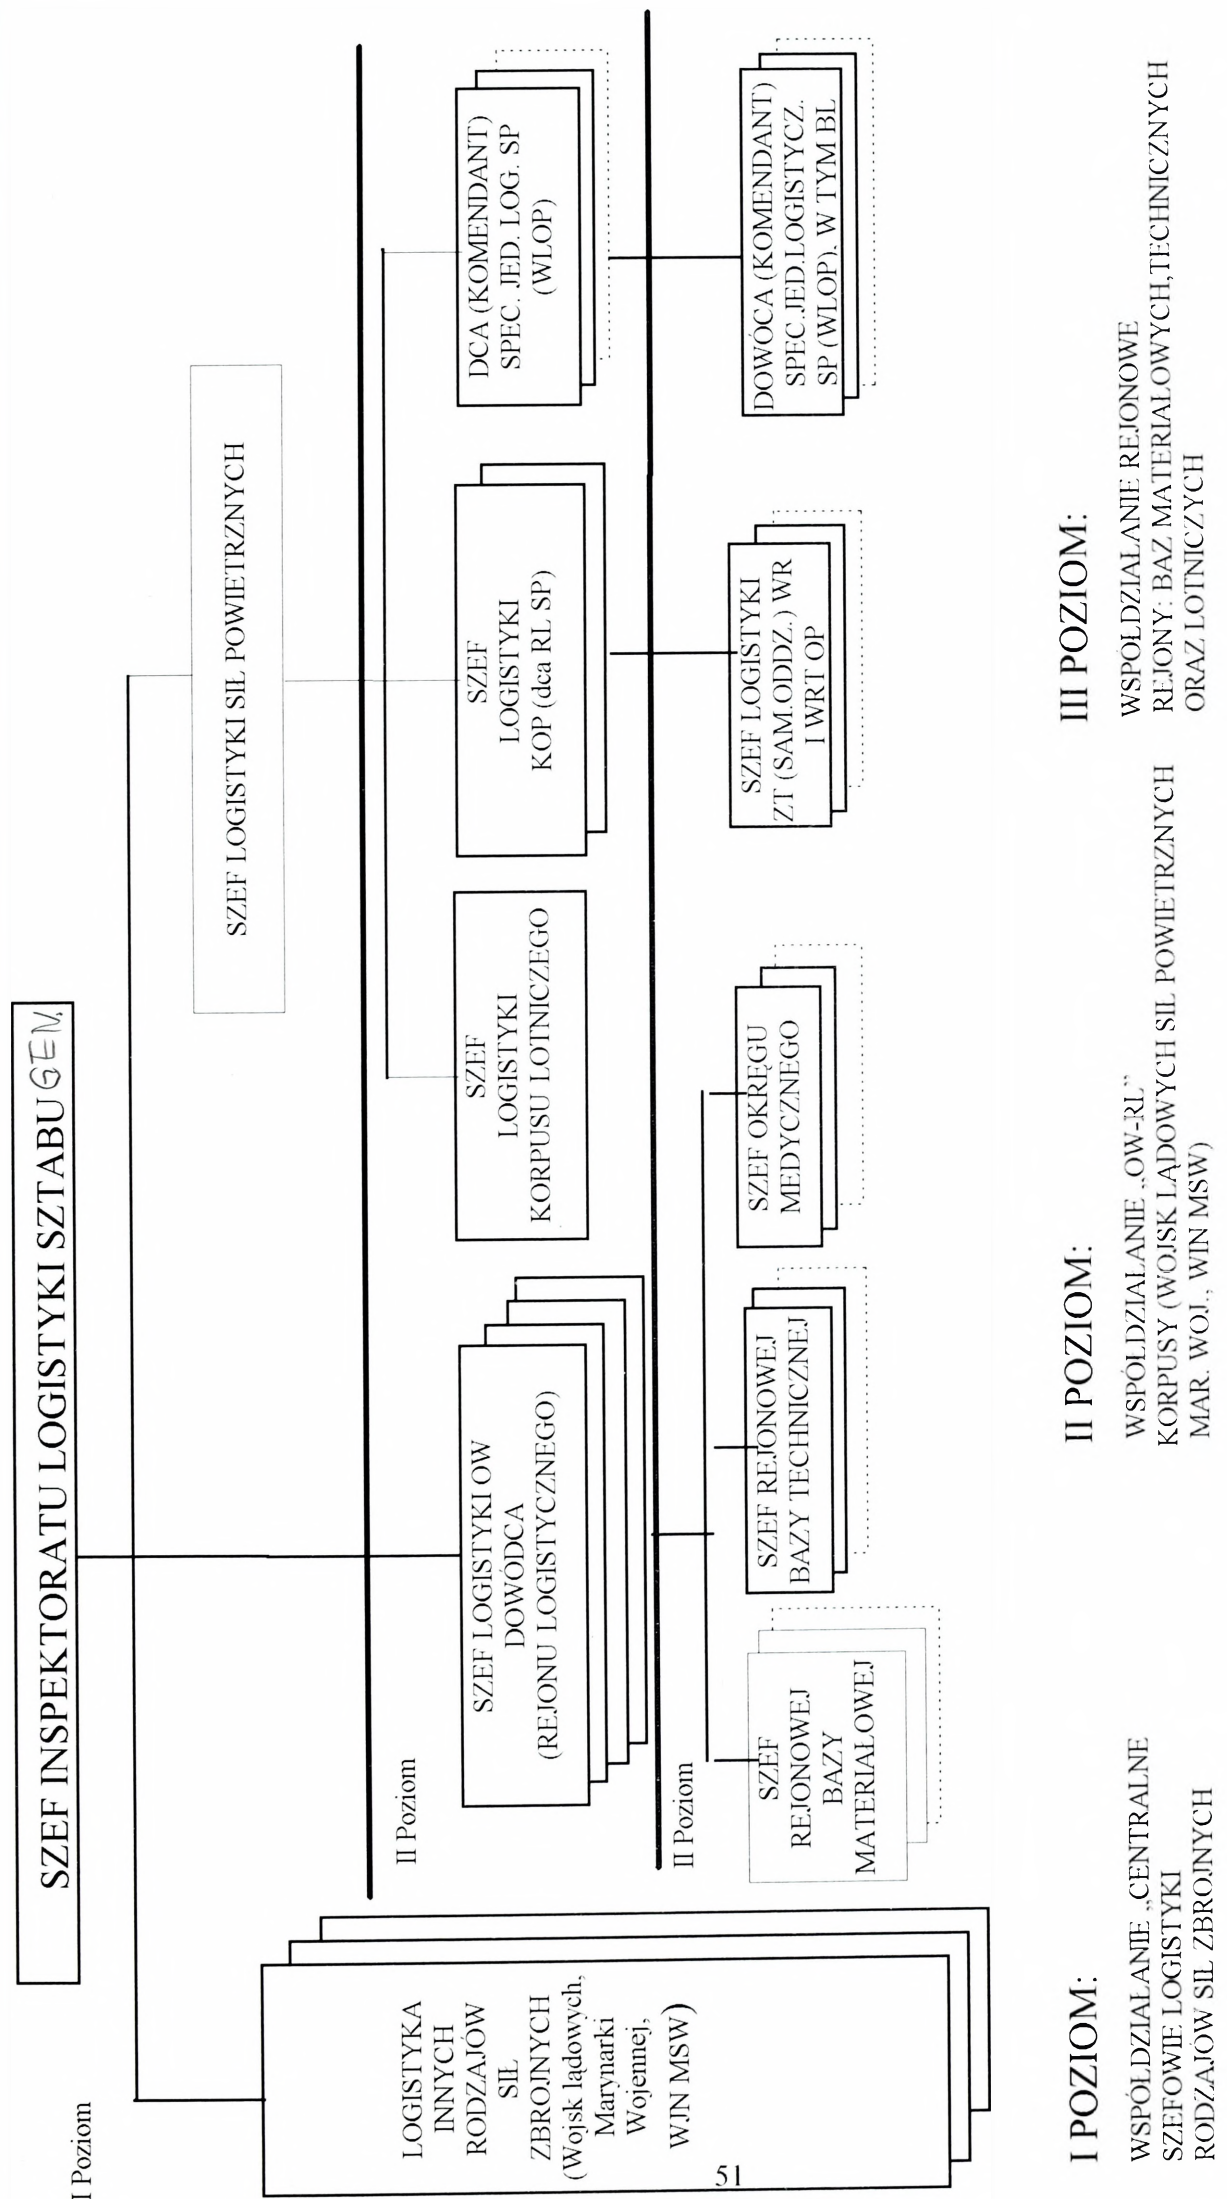 SZEF INSPEKTORATU LOGISTYKI SZTABU GEN.
I Poziom
SZEF LOGISTYKI SIŁ POWIETRZNYCH
LOGISTYKA
INNYCH
RODZAJÓW
SIŁ
ZBROJNYCH
(Wojsk lądowych,
Marynarki
Wojennej,
WJN MSW)
II Poziom
SZEF LOGISTYKI OW
DOWÓDCA
(REJONU LOGISTYCZNEGO)
SZEF
LOGISTYKI
KORPUSU LOTNICZEGO
SZEF
LOGISTYKI
KOP (dca RL SP)
DCA (KOMENDANT)
SPEC. JED. LOG. SP
(WLOP)
II Poziom
SZEF
REJONOWEJ
BAZY
MATERIAŁOWEJ
SZEF REJONOWEJ
BAZY TECHNICZNEJ
SZEF OKRĘGU
MEDYCZNEGO
SZEF LOGISTYKI
ZT (SAM.ODDZ.) WR
I WRT OP
DOWÓCA (KOMENDANT)
SPEC.JED.LOGISTYCZ.
SP (WLOP), W TYM BL
I POZIOM:
WSPÓŁDZIAŁANIE „CENTRALNE
SZEFOWIE LOGISTYKI
RODZAJÓW SIŁ ZBROJNYCH
II POZIOM:
WSPÓŁDZIAŁANIE „OW-RL”
KORPUSY (WOJSK LĄDOWYCH SIŁ POWIETRZNYCH
MAR. WOJ., WIN MSW)
III POZIOM:
WSPÓŁDZIAŁANIE REJONOWE
REJONY: BAZ MATERIAŁOWYCH,TECHNICZNYCH
ORAZ LOTNICZYCH
51